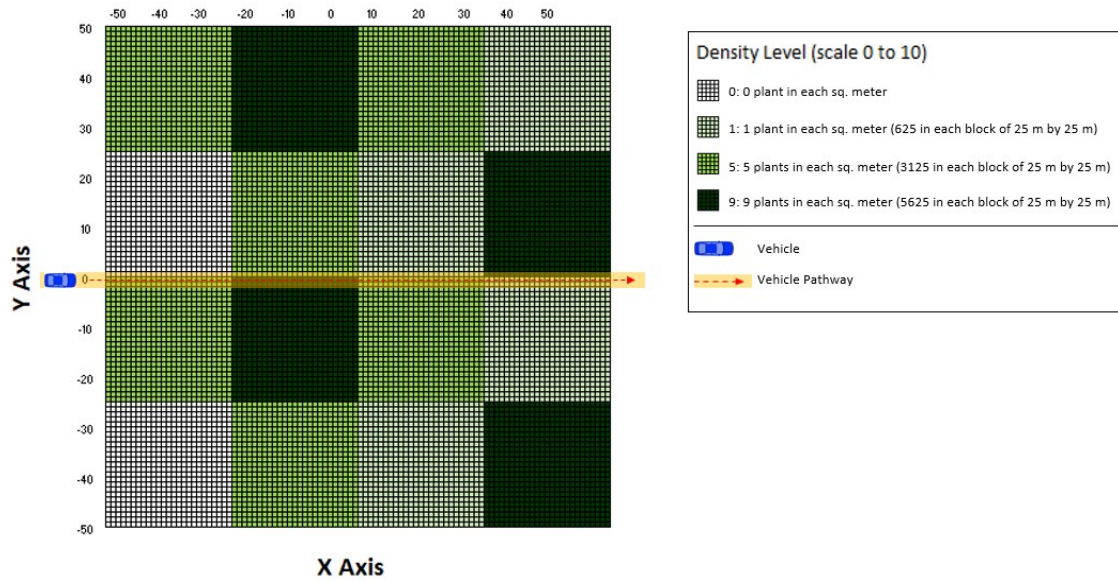 -50 -40 -30 -20 -10 0 10 20 30 40 50
50
40
30
20
10
0
-10
-20
-30
-40
-50
Y Axis
X Axis
Density Level (scale 0 to 10)
0: 0 plant in each sq. meter
1: 1 plant in each sq. meter (625 in each block of 25 m by 25 m)
5: 5 plants in each sq. meter (3125 in each block of 25 m by 25 m)
9: 9 plants in each sq. meter (5625 in each block of 25 m by 25 m)
Vehicle
Vehicle Pathway